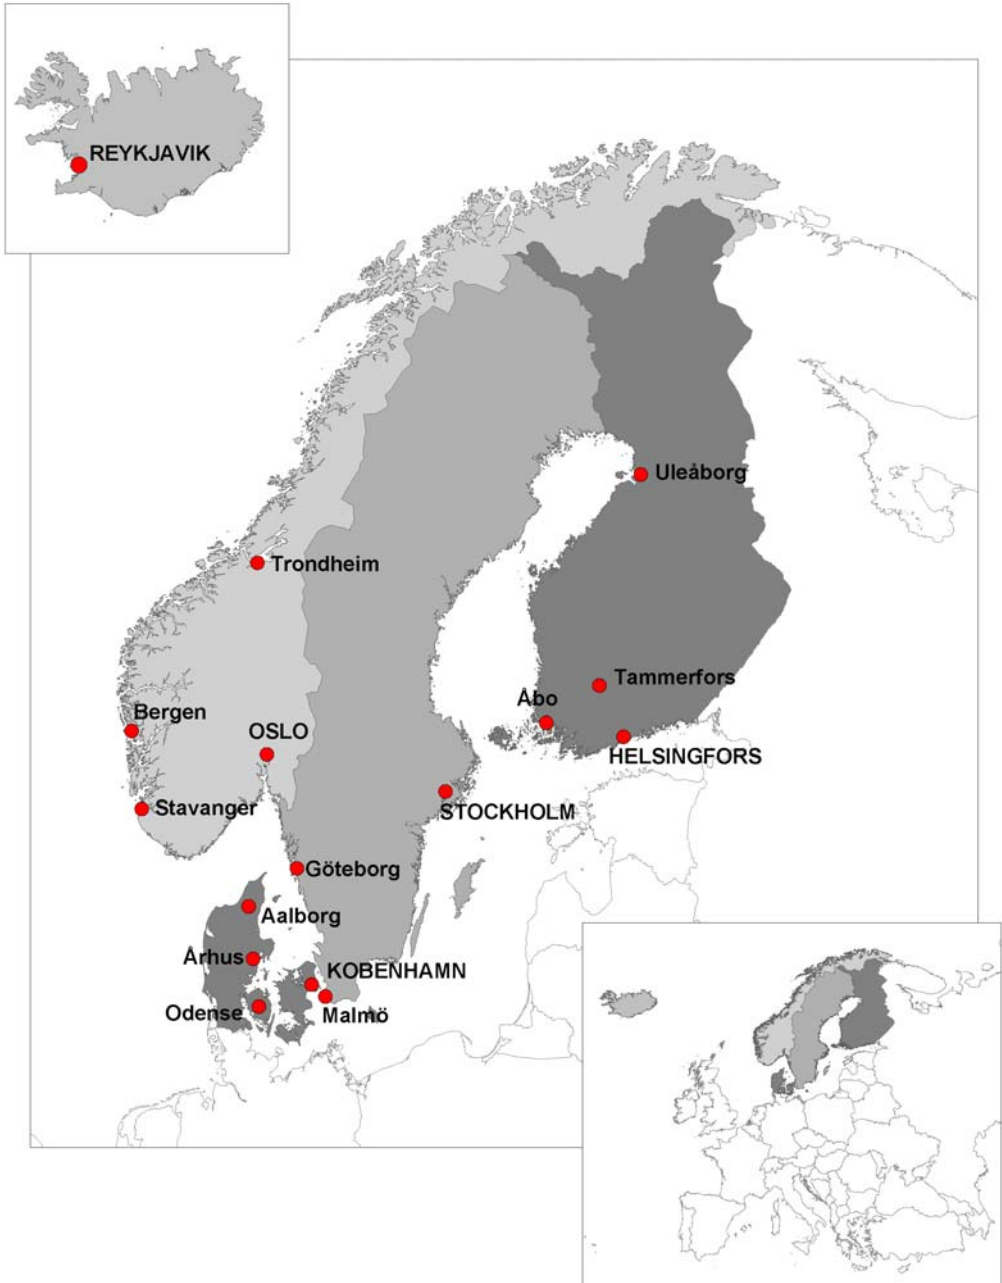 REYKJAVIK
Uleåborg
Trondheim
Tammerfors
Åbo
Bergen
OSLO
HELSINGFORS
Stavanger
STOCKHOLM
Göteborg
Aalborg
Århus
KOBENHAMN
Odense
Malmö